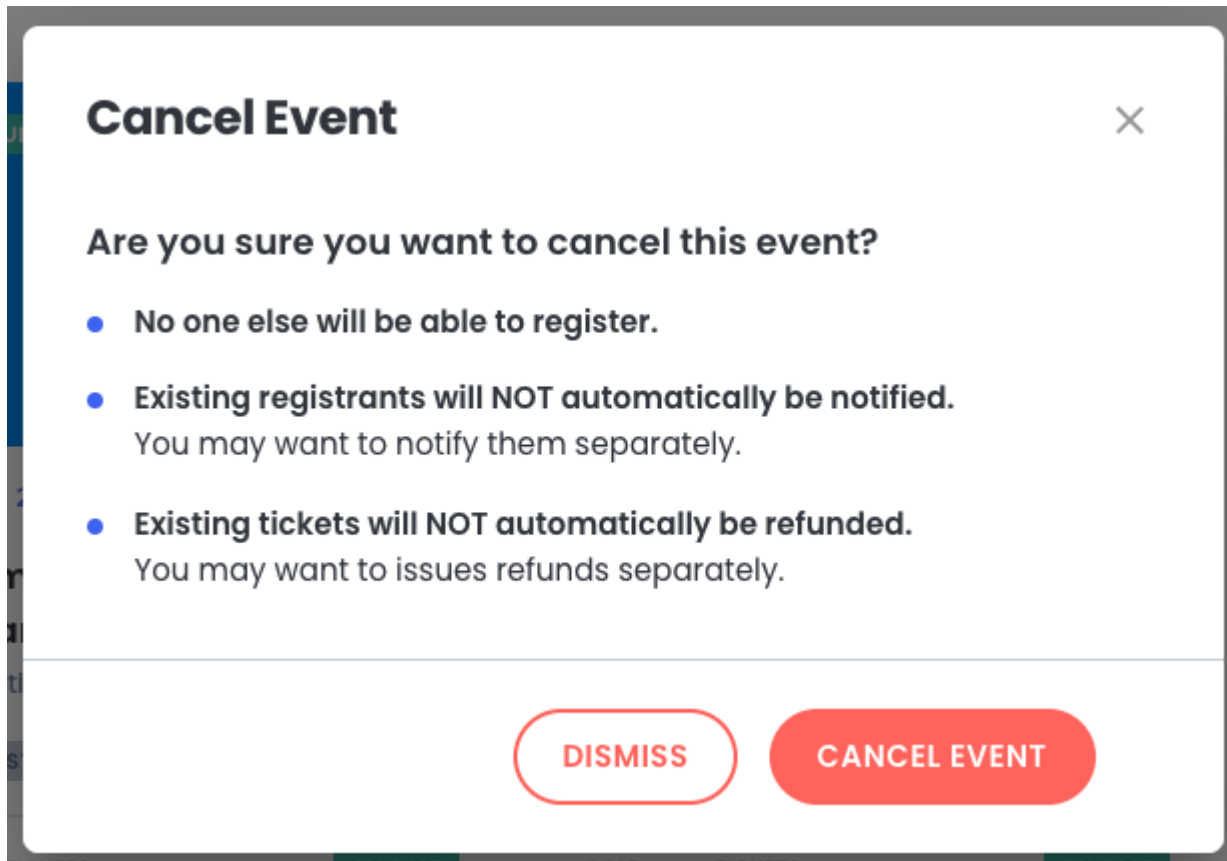 Cancel Event
Are you sure you want to cancel this event?
No one else will be able to register.
Existing registrants will NOT automatically be notified.
You may want to notify them separately.
Existing tickets will NOT automatically be refunded.
You may want to issues refunds separately.
DISMISS
CANCEL EVENT